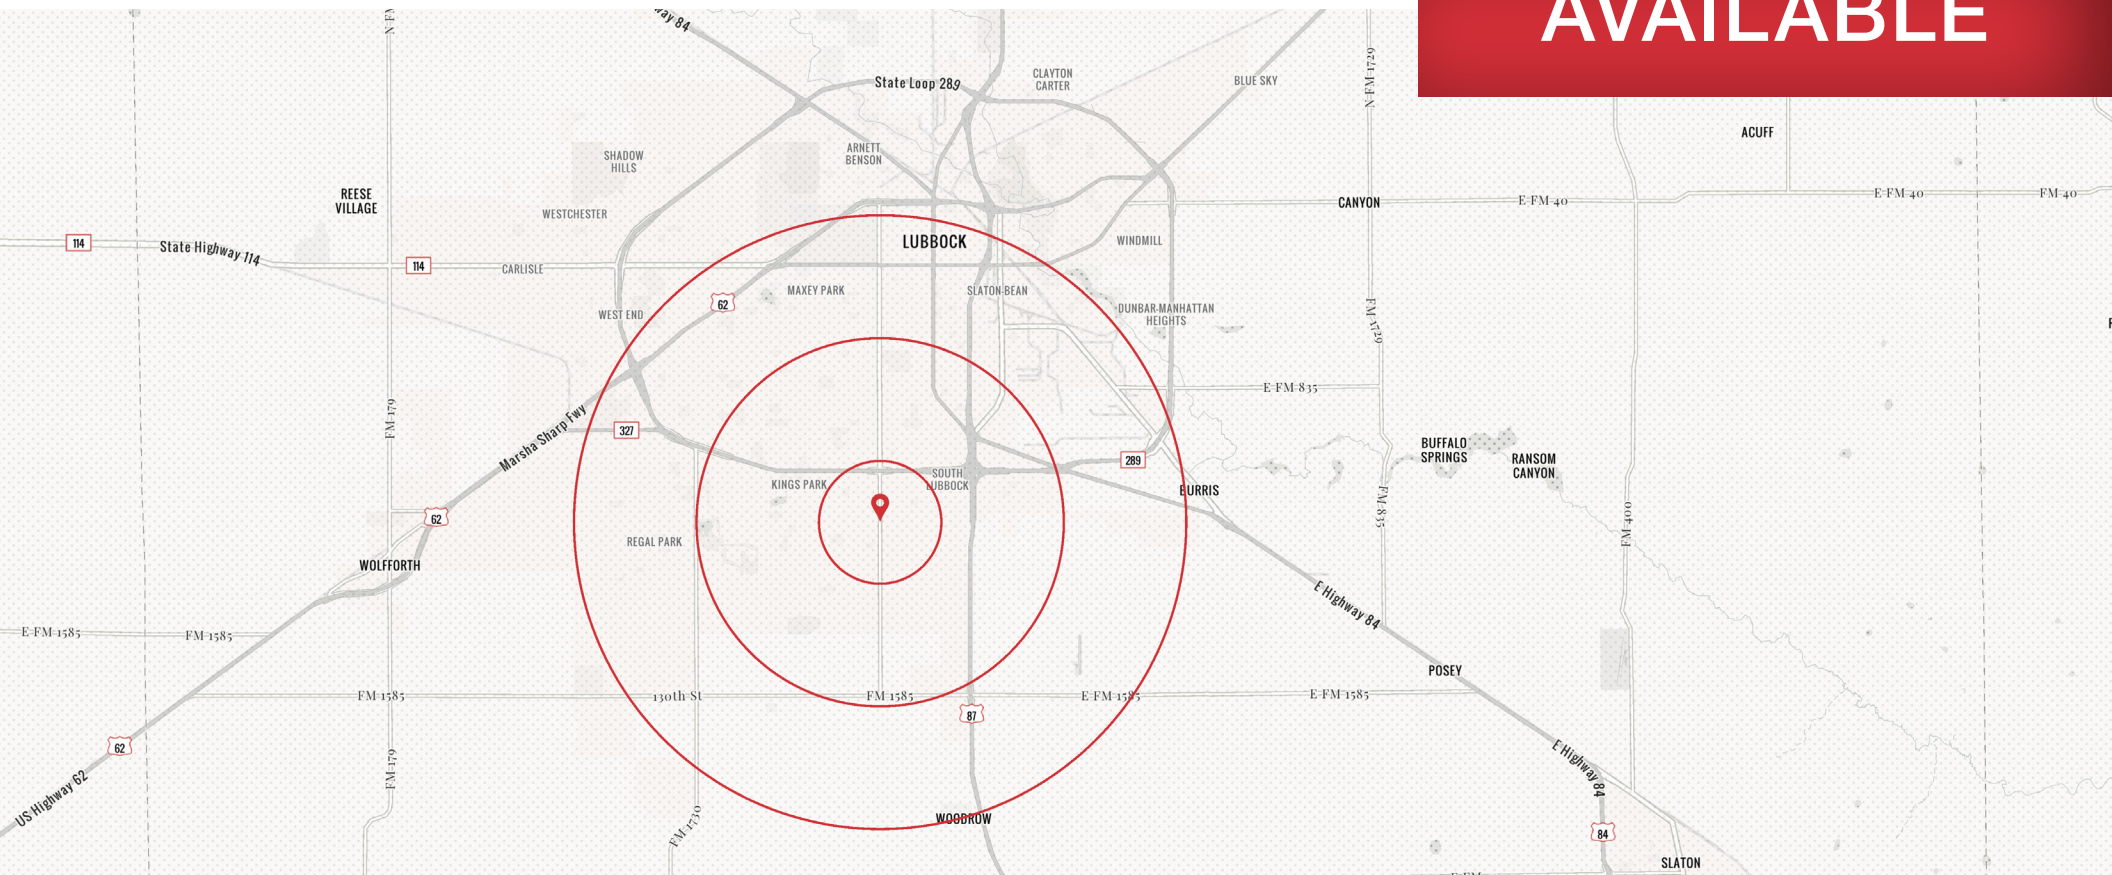 AVAILABLE
N FM
way 84
State Loop 289
CLAYTON
CARTER
BLUE SKY
N FM 1729
ACUFF
SHADOW
HILLS
ARNETT
BENSON
REESE
VILLAGE
WESTCHESTER
CANYON
E FM 40
E FM 40
FM 40
114
State Highway 114
114
CARLISLE
LUBBOCK
WINDMILL
62
MAXEY PARK
SLATON-BEAN
WEST END
DUNBAR-MANHATTAN
HEIGHTS
FM 1729
E FM 835
FM 179
Marsha Sharp Fwy
327
289
BUFFALO
SPRINGS
RANSOM
CANYON
KINGS PARK
SOUTH
LUBBOCK
BURRIS
FM 835
FM 400
62
REGAL PARK
WOLFFORTH
E Highway 84
E FM 1585
FM 1585
POSEY
FM 1585
130th St
FM 1585
E FM 1585
E FM 1585
87
62
US Highway 62
FM 179
E Highway 84
FM 1730
WOODROW
84
SLATON